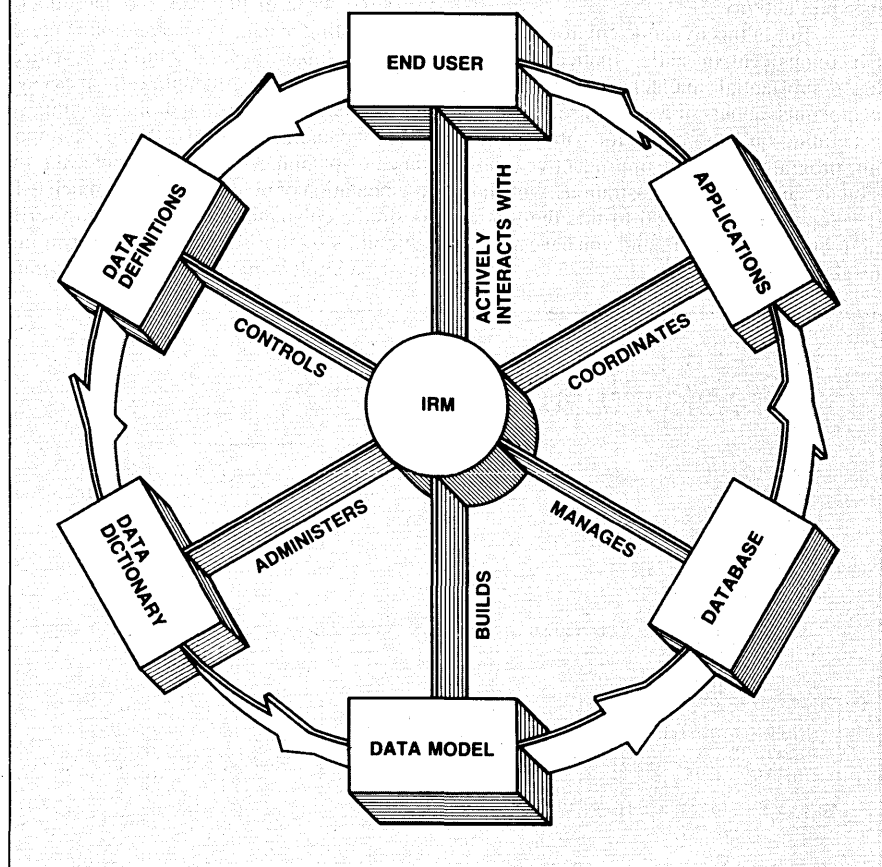 END USER
DATA
DEFINITIONS
APPLICATIONS
ACTIVELY
INTERACTS WITH
CONTROLS
COORDINATES
IRM
ADMINISTERS
MANAGES
BUILDS
DATA
DICTIONARY
DATABASE
DATA MODEL